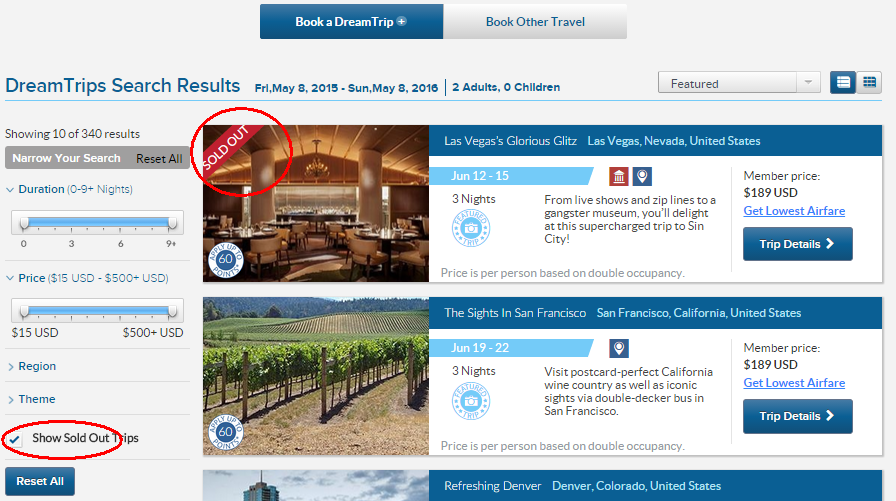 Book a DreamTrip +
Book Other Travel
DreamTrips Search Results
Fri,May 8, 2015 - Sun,May 8, 2016
2 Adults, 0 Children
Featured
Showing 10 of 340 results
Narrow Your Search
Reset All
Duration (0-9+ Nights)
0 3 6 9+
Price ($15 USD - $500+ USD)
$15 USD $500+ USD
Region
Theme
Show Sold Out Trips
Reset All
SOLD OUT
APPLY UP TO
60
POINTS
Las Vegas's Glorious Glitz Las Vegas, Nevada, United States
Jun 12 - 15
3 Nights
FEATURED
TRIP
From live shows and zip lines to a
gangster museum, you'll delight
at this supercharged trip to Sin
City!
Price is per person based on double occupancy.
Member price:
$189 USD
Get Lowest Airfare
Trip Details
APPLY UP TO
60
POINTS
The Sights In San Francisco San Francisco, California, United States
Jun 19 - 22
3 Nights
FEATURED
TRIP
Visit postcard-perfect California
wine country as well as iconic
sights via double-decker bus in
San Francisco.
Price is per person based on double occupancy.
Member price:
$189 USD
Get Lowest Airfare
Trip Details
Refreshing Denver Denver, Colorado, United States